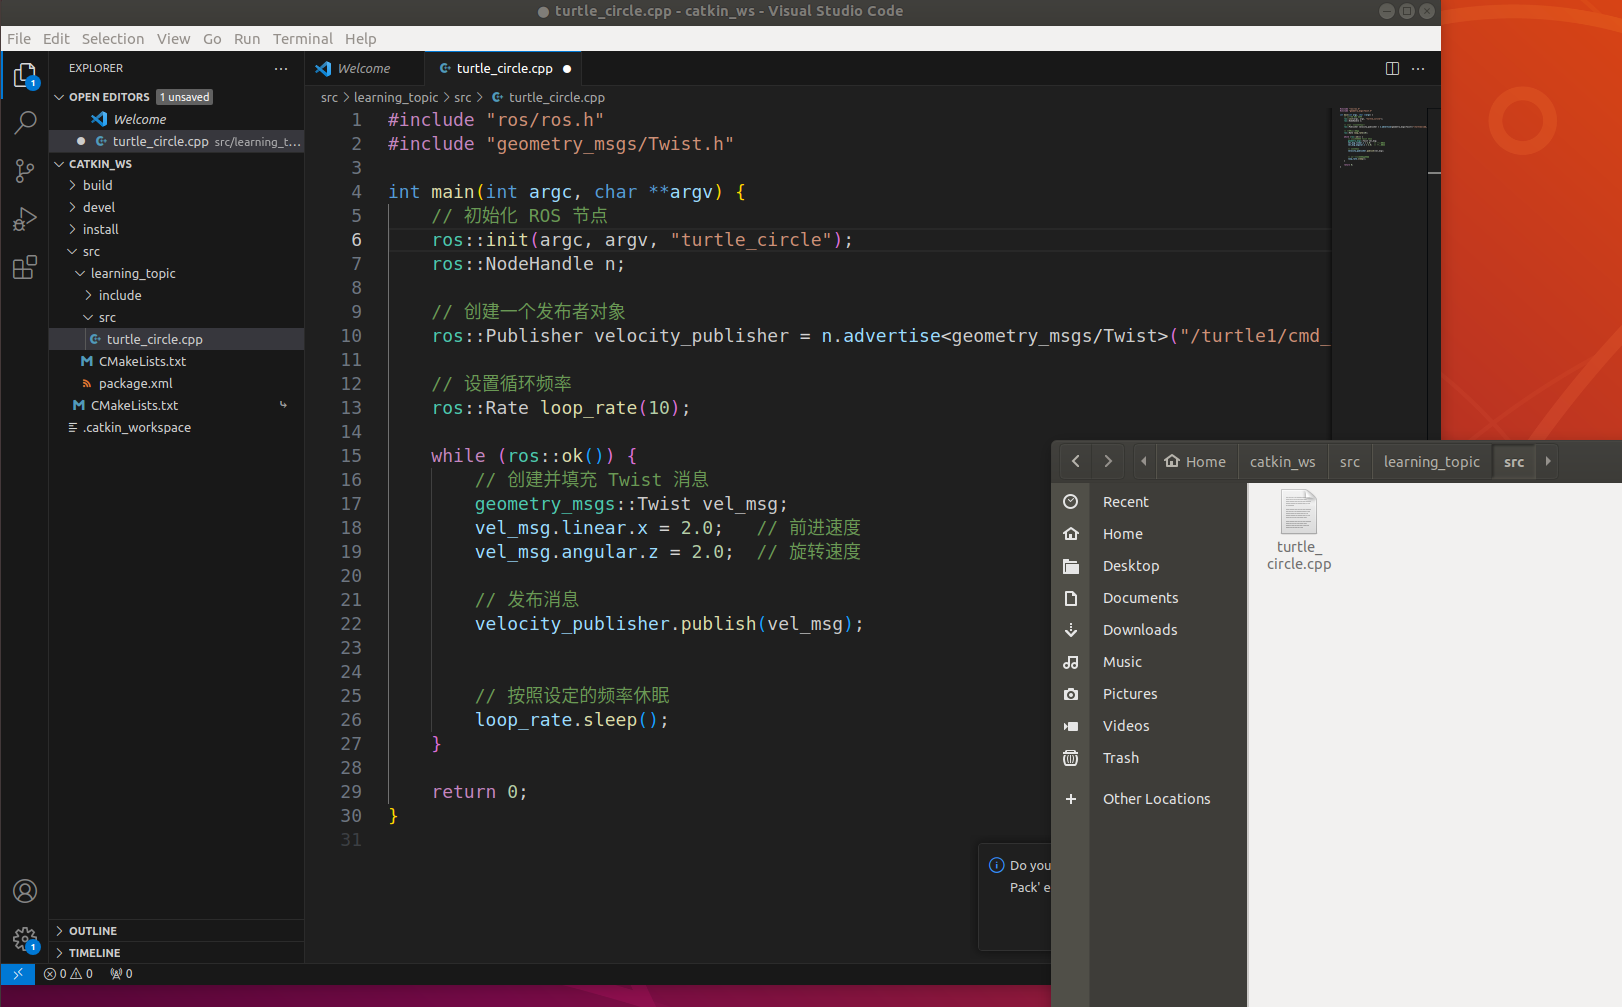 turtle_circle.cpp - catkin_ws - Visual Studio Code
File Edit Selection View Go Run Terminal Help
EXPLORER
Welcome
turtle_circle.cpp
OPEN EDITORS 1 unsaved
Welcome
turtle_circle.cpp src/learning_t...
CATKIN_WS
build
devel
install
src
learning_topic
include
src
turtle_circle.cpp
CMakeLists.txt
package.xml
CMakeLists.txt
.catkin_workspace
OUTLINE
TIMELINE
1
1
0 0 0
src > learning_topic > src > turtle_circle.cpp
1 #include "ros/ros.h"
2 #include "geometry_msgs/Twist.h"
3
4 int main(int argc, char **argv) {
5 // 初始化 ROS 节点
6 ros::init(argc, argv, "turtle_circle");
7 ros::NodeHandle n;
8
9 // 创建一个发布者对象
10 ros::Publisher velocity_publisher = n.advertise<geometry_msgs/Twist>("/turtle1/cmd_
11
12 // 设置循环频率
13 ros::Rate loop_rate(10);
14
15 while (ros::ok()) {
16 // 创建并填充 Twist 消息
17 geometry_msgs::Twist vel_msg;
18 vel_msg.linear.x = 2.0; // 前进速度
19 vel_msg.angular.z = 2.0; // 旋转速度
20
21 // 发布消息
22 velocity_publisher.publish(vel_msg);
23
24
25 // 按照设定的频率休眠
26 loop_rate.sleep();
27 }
28
29 return 0;
30 }
31
Do you
Pack' e
Home catkin_ws src learning_topic src
Recent
Home
Desktop
Documents
Downloads
Music
Pictures
Videos
Trash
Other Locations
turtle_
circle.cpp